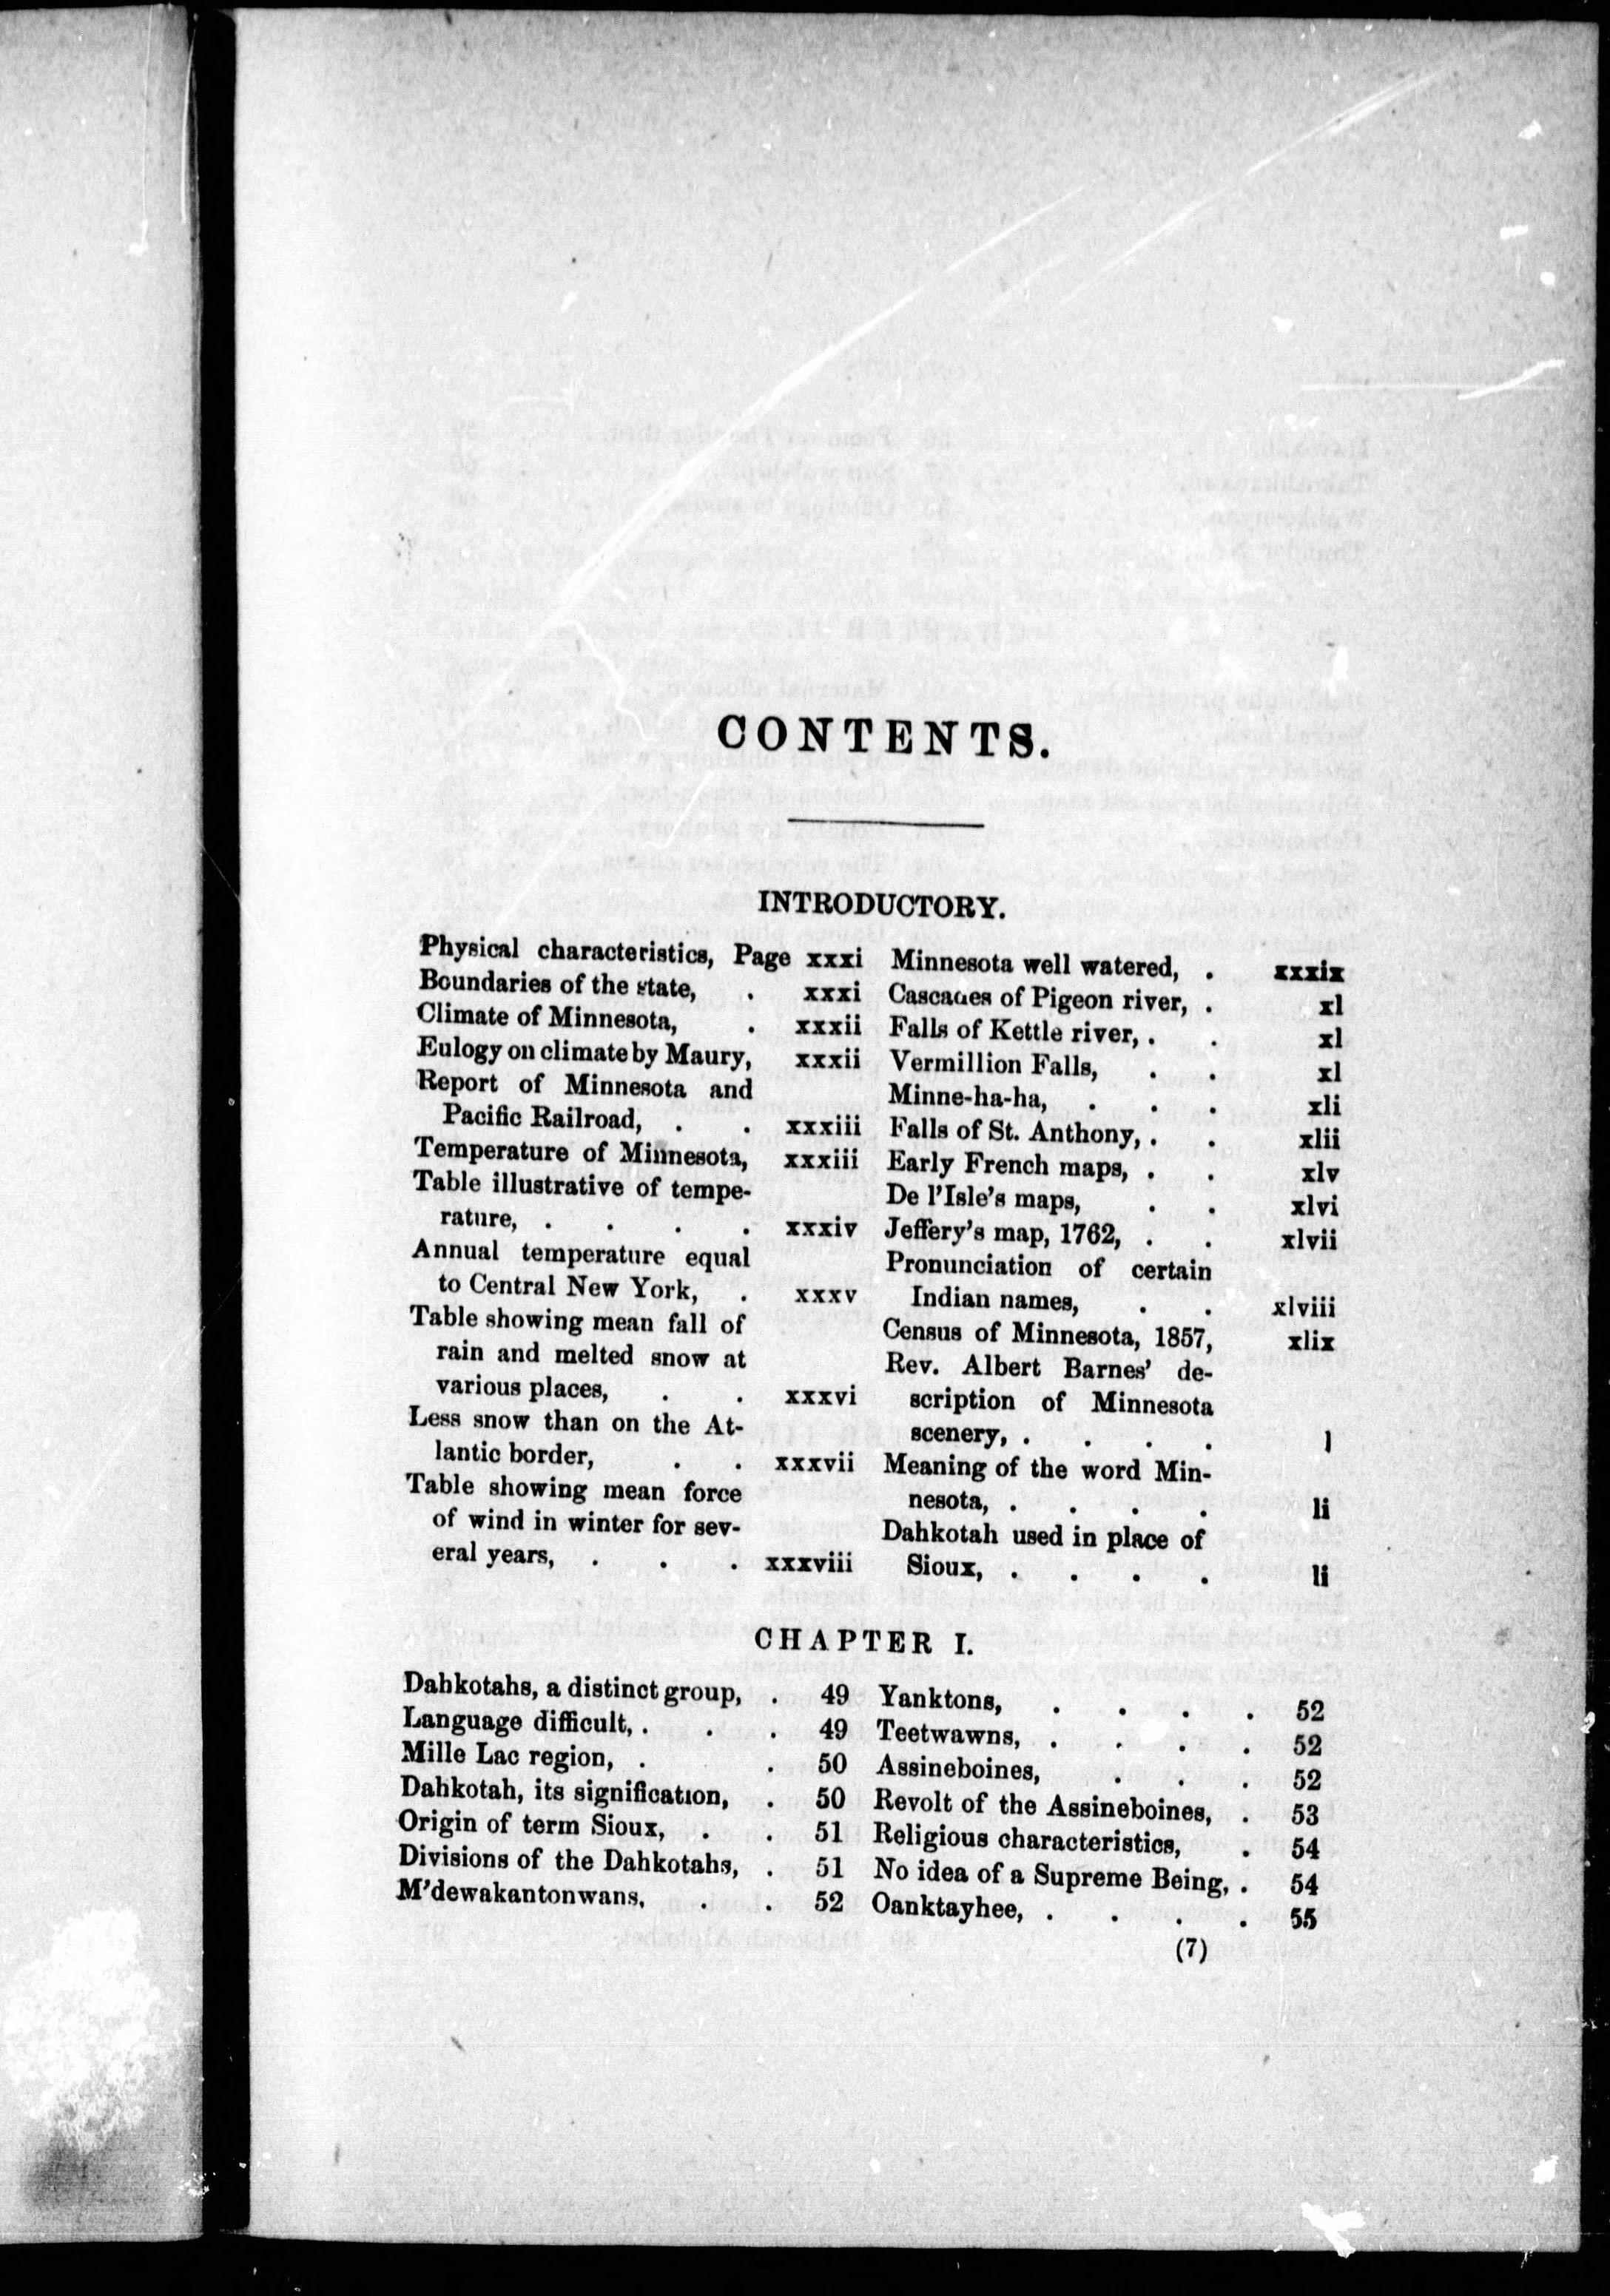 CONTENTS.
INTRODUCTORY.
Physical characteristics, Page xxxi
Boundaries of the state, . xxxi
Climate of Minnesota, . xxxii
Eulogy on climate by Maury, xxxii
Report of Minnesota and
Pacific Railroad, . . xxxiii
Temperature of Minnesota, xxxiii
Table illustrative of tempe-
rature, . . . . xxxiv
Annual temperature equal
to Central New York, . xxxv
Table showing mean fall of
rain and melted snow at
various places, . . xxxvi
Less snow than on the At-
lantic border, . . xxxvii
Table showing mean force
of wind in winter for sev-
eral years, . . . xxxviii
Minnesota well watered, . xxxix
Cascades of Pigeon river, . xl
Falls of Kettle river, . . xl
Vermillion Falls, . . xl
Minne-ha-ha, . . . xli
Falls of St. Anthony, . . xlii
Early French maps, . . xlv
De l'Isle's maps, . . xlvi
Jeffery's map, 1762, . . xlvii
Pronunciation of certain
Indian names, . . xlviii
Census of Minnesota, 1857, xlix
Rev. Albert Barnes' de-
scription of Minnesota
scenery, . . . . l
Meaning of the word Min-
nesota, . . . . li
Dahkotah used in place of
Sioux, . . . . li
CHAPTER I.
Dahkotahs, a distinct group, . 49
Language difficult, . . . 49
Mille Lac region, . . 50
Dahkotah, its signification, . 50
Origin of term Sioux, . . 51
Divisions of the Dahkotahs, . 51
M'dewakantonwans, . . 52
Yanktons, . . . . 52
Teetwawns, . . . . 52
Assineboines, . . . 52
Revolt of the Assineboines, . 53
Religious characteristics, . 54
No idea of a Supreme Being, . 54
Oanktayhee, . . . . 55
(7)